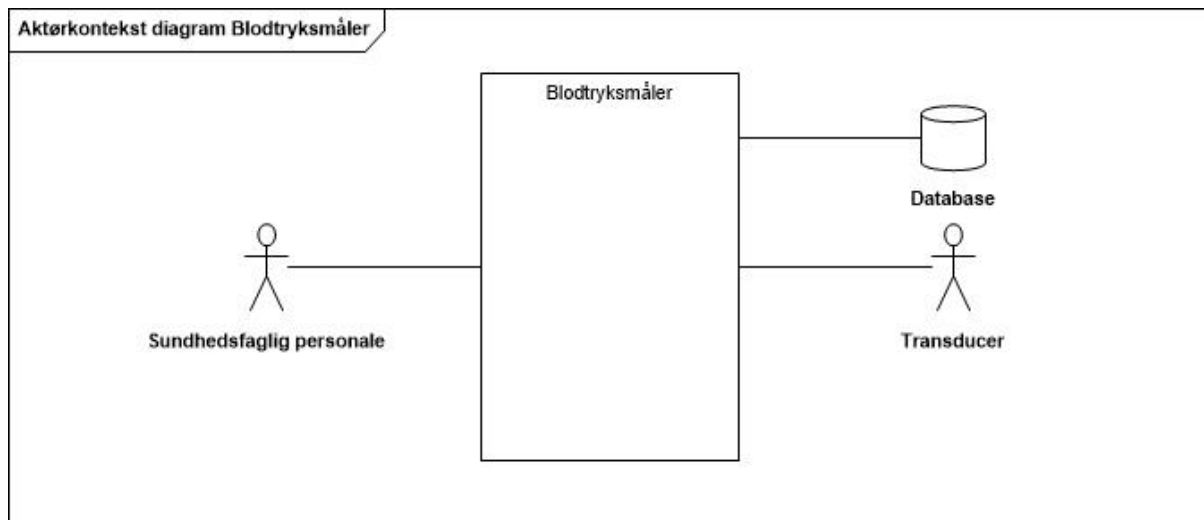 Aktørkontekst diagram Blodtryksmåler
Blodtryksmåler
Database
Sundhedsfaglig personale
Transducer